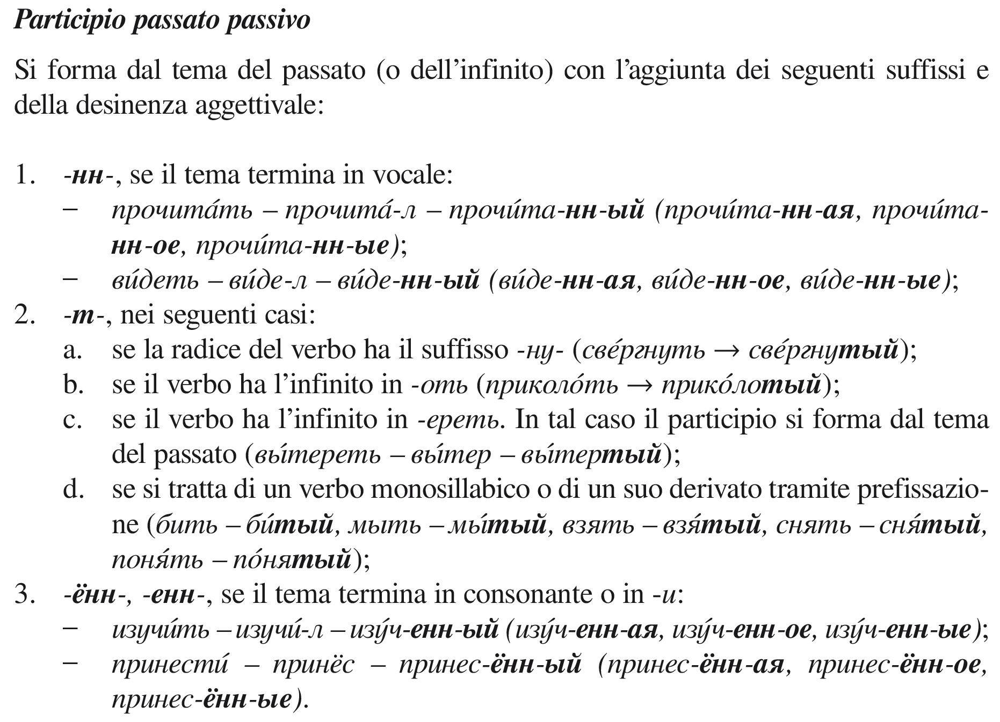 Participio passato passivo
Si forma dal tema del passato (o dell’infinito) con l’aggiunta dei seguenti suffissi e
della desinenza aggettivale:
1. -нн-, se il tema termina in vocale:
– прочита́ть – прочита́-л – прочи́та-нн-ый (прочи́та-нн-ая, прочи́та-
нн-ое, прочи́та-нн-ые);
– ви́деть – ви́де-л – ви́де-нн-ый (ви́де-нн-ая, ви́де-нн-ое, ви́де-нн-ые);
2. -т-, nei seguenti casi:
a. se la radice del verbo ha il suffisso -ну- (све́ргнуть → све́ргнутый);
b. se il verbo ha l’infinito in -оть (приколо́ть → прико́лотый);
c. se il verbo ha l’infinito in -ереть. In tal caso il participio si forma dal tema
del passato (вы́тереть – вы́тер – вы́тертый);
d. se si tratta di un verbo monosillabico o di un suo derivato tramite prefissazio-
ne (бить – би́тый, мыть – мы́тый, взять – взя́тый, снять – сня́тый,
поня́ть – по́нятый);
3. -ённ-, -енн-, se il tema termina in consonante o in -и:
– изучи́ть – изучи́-л – изу́ч-енн-ый (изу́ч-енн-ая, изу́ч-енн-ое, изу́ч-енн-ые);
– принести́ – принёс – принес-ённ-ый (принес-ённ-ая, принес-ённ-ое,
принес-ённ-ые).